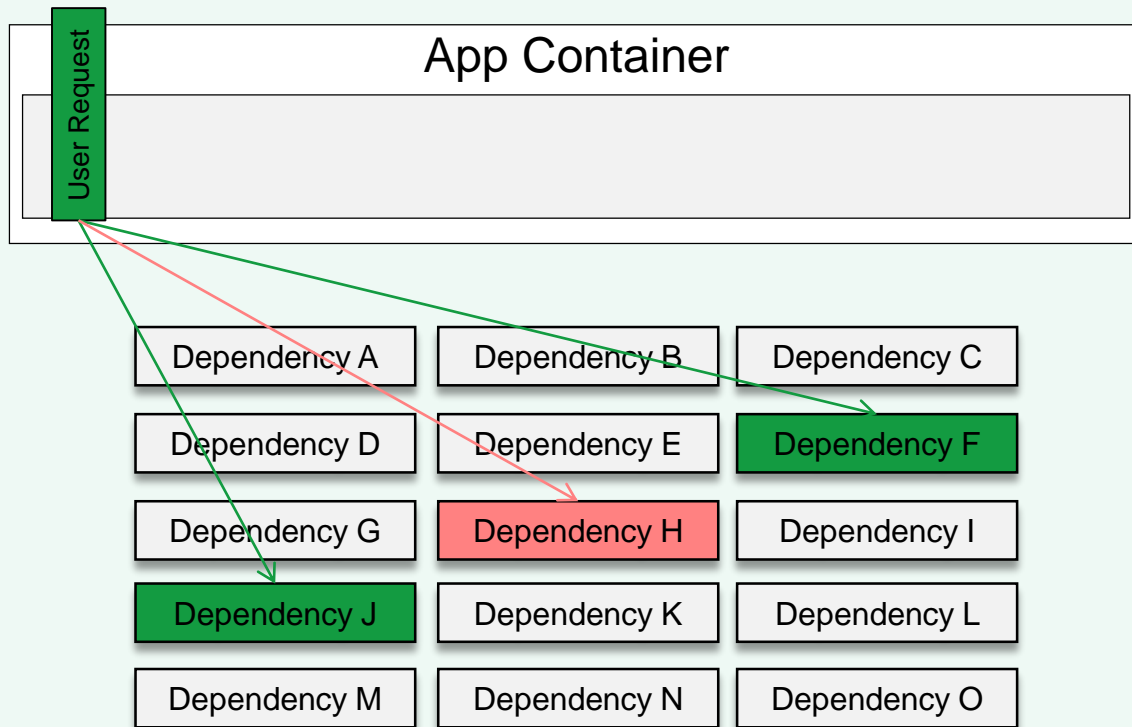 User Request
App Container
Dependency A
Dependency B
Dependency C
Dependency D
Dependency E
Dependency F
Dependency G
Dependency H
Dependency I
Dependency J
Dependency K
Dependency L
Dependency M
Dependency N
Dependency O